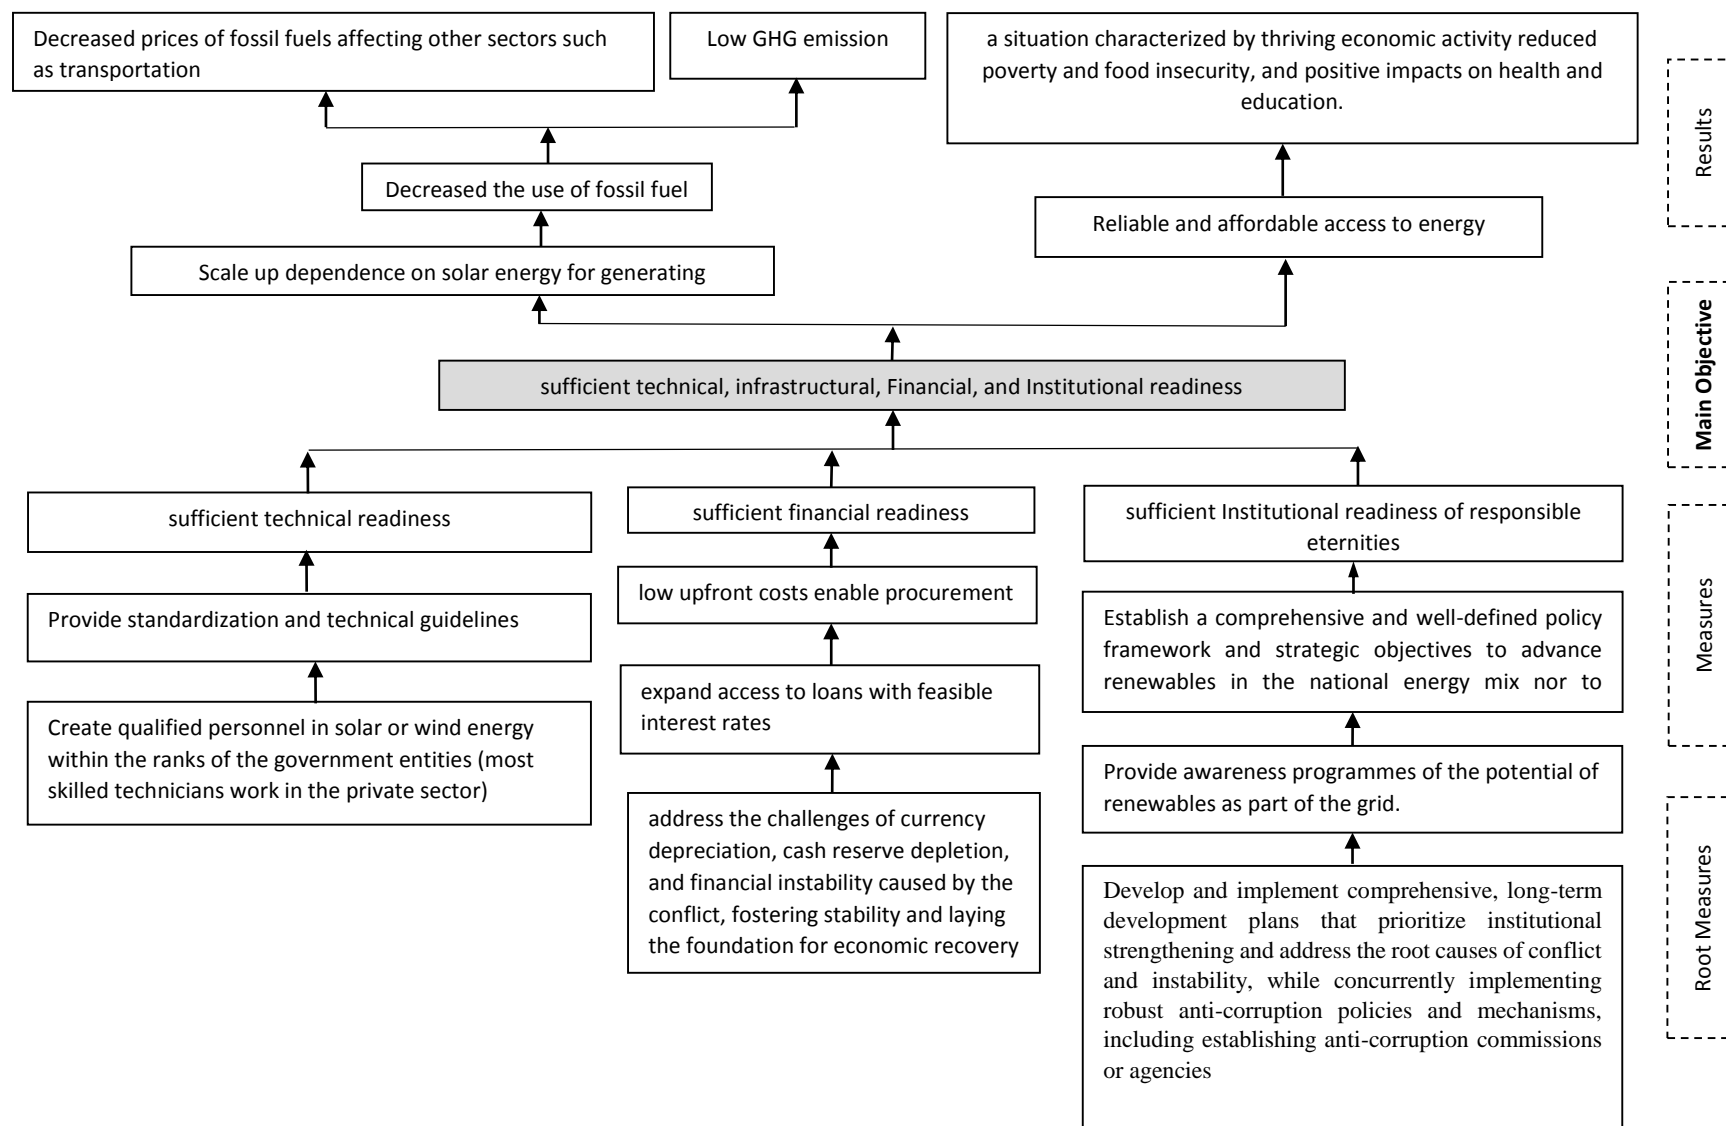 Decreased prices of fossil fuels affecting other sectors such
as transportation
Low GHG emission
a situation characterized by thriving economic activity reduced
poverty and food insecurity, and positive impacts on health and
education.
Results
Decreased the use of fossil fuel
Reliable and affordable access to energy
Scale up dependence on solar energy for generating
Main Objective
sufficient technical, infrastructural, Financial, and Institutional readiness
sufficient technical readiness
sufficient financial readiness
sufficient Institutional readiness of responsible
eternities
Measures
Provide standardization and technical guidelines
low upfront costs enable procurement
Establish a comprehensive and well-defined policy
framework and strategic objectives to advance
renewables in the national energy mix nor to
Create qualified personnel in solar or wind energy
within the ranks of the government entities (most
skilled technicians work in the private sector)
expand access to loans with feasible
interest rates
Provide awareness programmes of the potential of
renewables as part of the grid.
Root Measures
address the challenges of currency
depreciation, cash reserve depletion,
and financial instability caused by the
conflict, fostering stability and laying
the foundation for economic recovery
Develop and implement comprehensive, long-term
development plans that prioritize institutional
strengthening and address the root causes of conflict
and instability, while concurrently implementing
robust anti-corruption policies and mechanisms,
including establishing anti-corruption commissions
or agencies